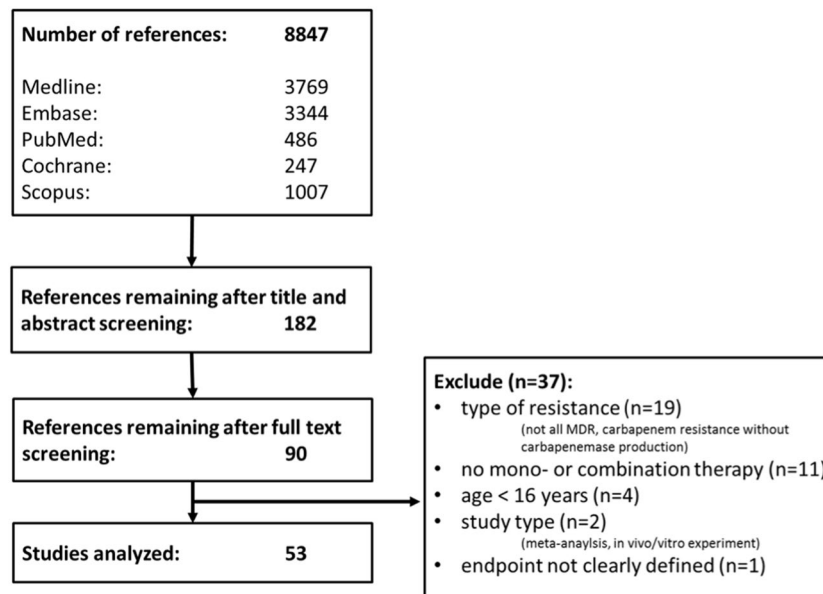 Number of references: 8847
Medline: 3769
Embase: 3344
PubMed: 486
Cochrane: 247
Scopus: 1007
References remaining after title and
abstract screening: 182
References remaining after full text
screening: 90
Studies analyzed: 53
Exclude (n=37):
• type of resistance (n=19)
(not all MDR, carbapenem resistance without
carbapenemase production)
• no mono- or combination therapy (n=11)
• age < 16 years (n=4)
• study type (n=2)
(meta-anaylsis, in vivo/vitro experiment)
• endpoint not clearly defined (n=1)